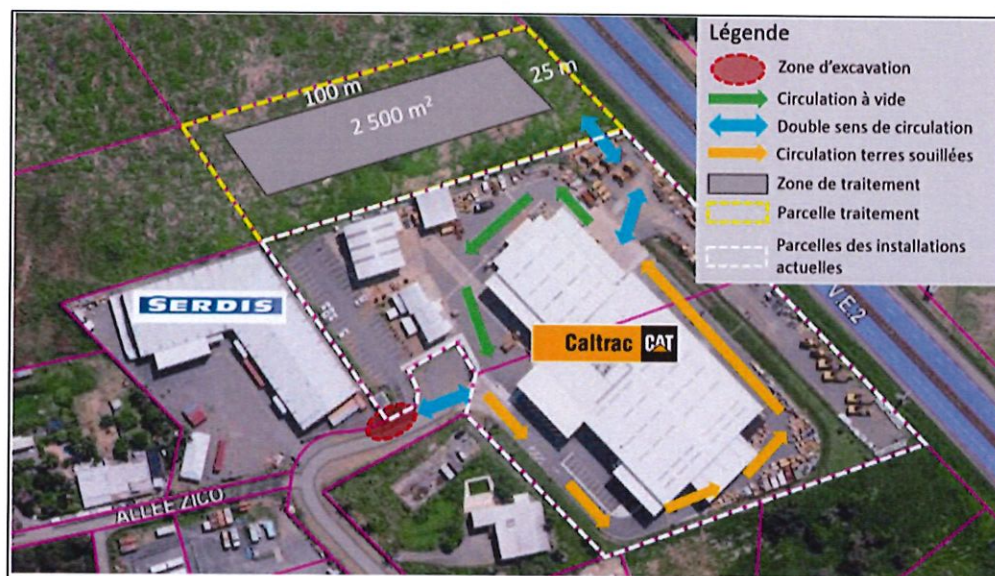 Légende
Zone d'excavation
Circulation à vide
Double sens de circulation
Circulation terres souillées
Zone de traitement
Parcelle traitement
Parcelles des installations
actuelles
100 m
25 m
2 500 m²
SERDIS
Caltrac CAT
V.E.2
ALLEE ZICO